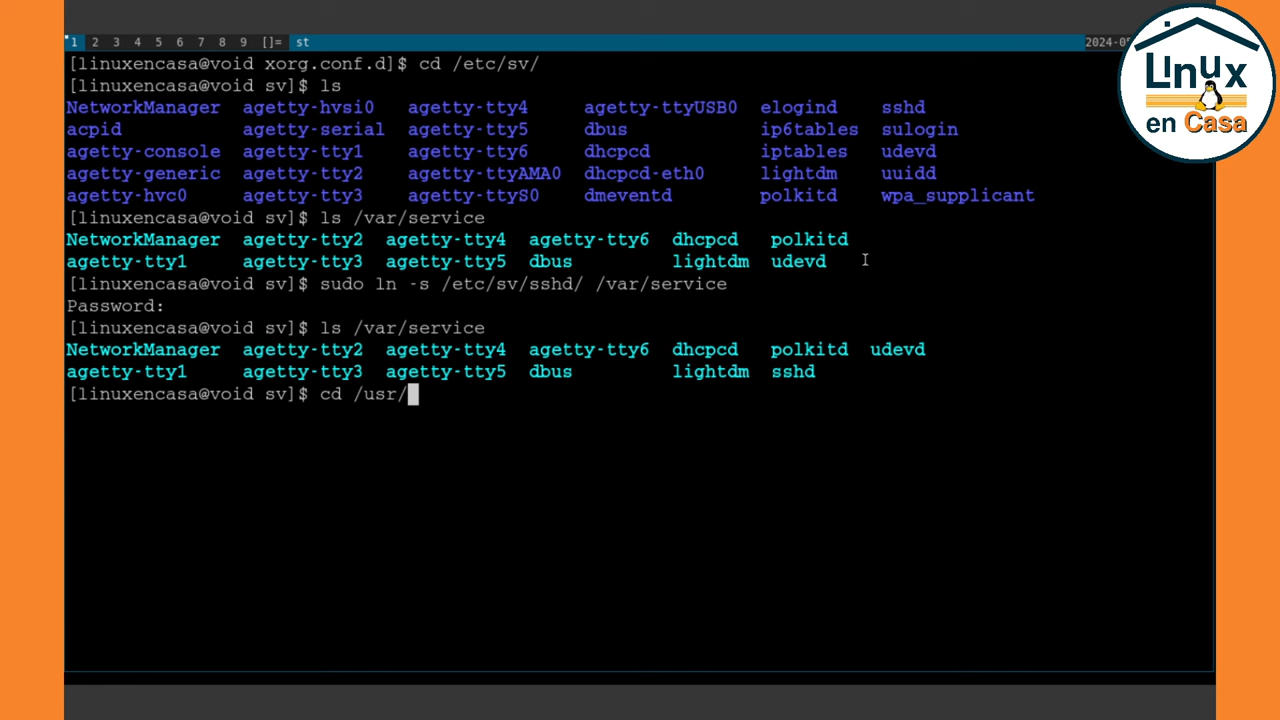 1 2 3 4 5 6 7 8 9 []= st 2024-0
[linuxencasa@void xorg.conf.d]$ cd /etc/sv/
[linuxencasa@void sv]$ ls
NetworkManager agetty-hvsi0 agetty-tty4 agetty-ttyUSB0 elogind sshd
acpid agetty-serial agetty-tty5 dbus ip6tables sulogin
agetty-console agetty-tty1 agetty-tty6 dhcpcd iptables udevd
agetty-generic agetty-tty2 agetty-ttyAMA0 dhcpcd-eth0 lightdm uuidd
agetty-hvc0 agetty-tty3 agetty-ttyS0 dmeventd polkitd wpa_supplicant
[linuxencasa@void sv]$ ls /var/service
NetworkManager agetty-tty2 agetty-tty4 agetty-tty6 dhcpcd polkitd
agetty-tty1 agetty-tty3 agetty-tty5 dbus lightdm udevd
[linuxencasa@void sv]$ sudo ln -s /etc/sv/sshd/ /var/service
Password:
[linuxencasa@void sv]$ ls /var/service
NetworkManager agetty-tty2 agetty-tty4 agetty-tty6 dhcpcd polkitd udevd
agetty-tty1 agetty-tty3 agetty-tty5 dbus lightdm sshd
[linuxencasa@void sv]$ cd /usr/
Linux
en Casa